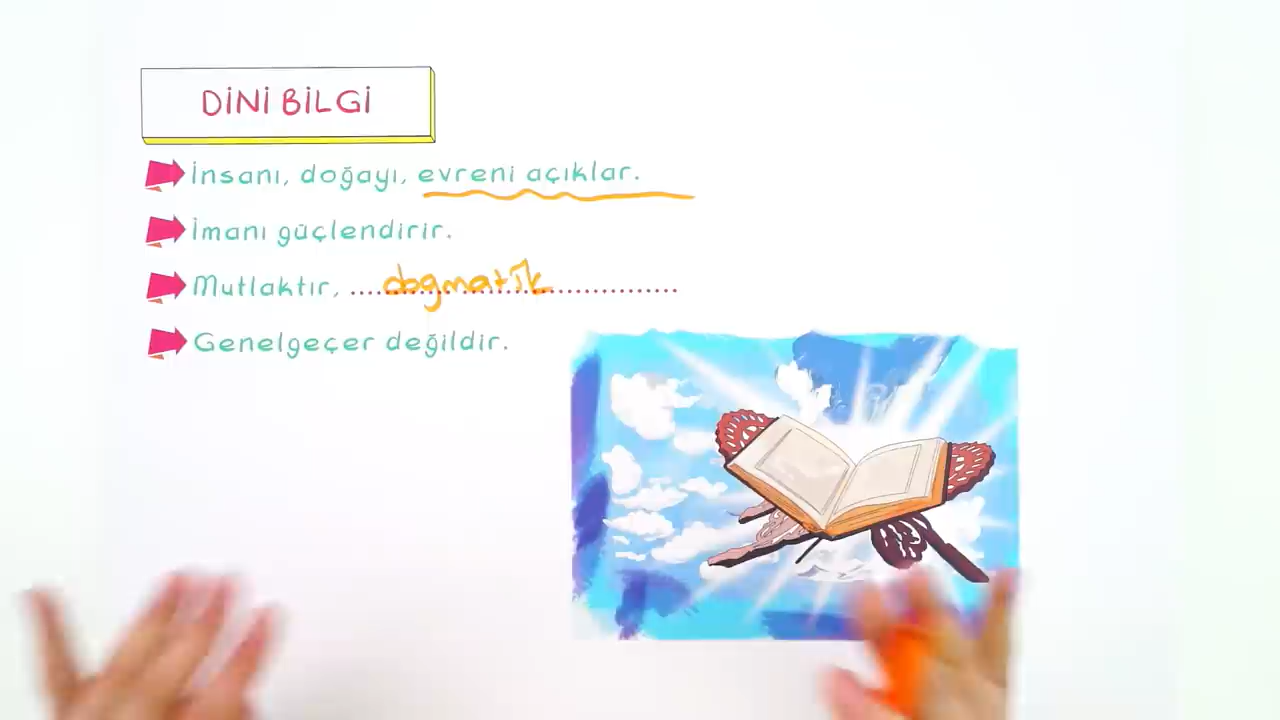 DİNİ BİLGİ
İnsanı, doğayı, evreni açıklar.
İmanı güçlendirir.
Mutlaktır, .... dogmatik ....................
Genelgeçer değildir.